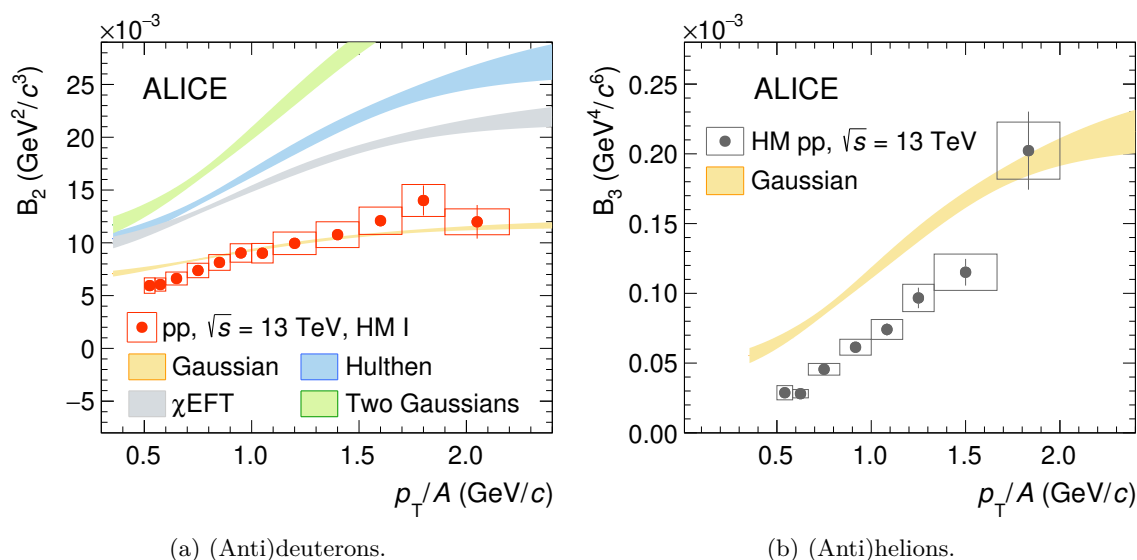 ×10⁻³
ALICE
B₂ (GeV²/c³)
25
20
15
10
5
0
−5
pp, √s = 13 TeV, HM I
Gaussian
Hulthen
χEFT
Two Gaussians
0.5 1.0 1.5 2.0
p_T/A (GeV/c)
(a) (Anti)deuterons.
×10⁻³
ALICE
B₃ (GeV⁴/c⁶)
0.25
0.20
0.15
0.10
0.05
0.00
HM pp, √s = 13 TeV
Gaussian
0.5 1.0 1.5 2.0
p_T/A (GeV/c)
(b) (Anti)helions.